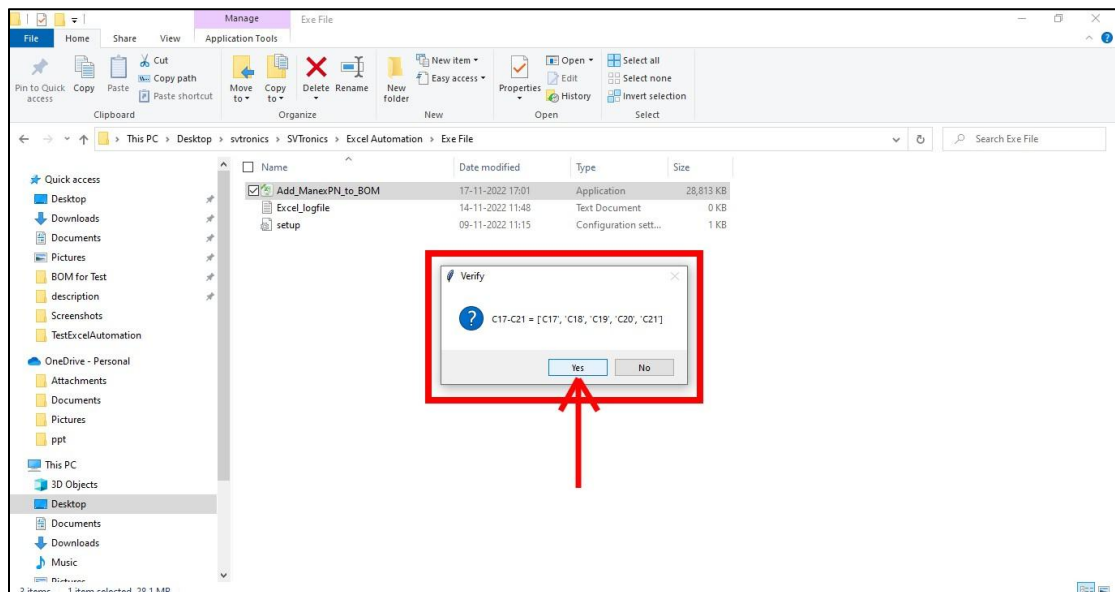 Manage
Exe File
File
Home
Share
View
Application Tools
Pin to Quick access
Copy
Paste
Cut
Copy path
Paste shortcut
Clipboard
Move to
Copy to
Delete
Rename
Organize
New folder
New item
Easy access
New
Properties
Open
Edit
History
Open
Select all
Select none
Invert selection
Select
This PC > Desktop > svtronics > SVTronics > Excel Automation > Exe File
Search Exe File
Name Date modified Type Size
Add_ManexPN_to_BOM 17-11-2022 17:01 Application 28,813 KB
Excel_logfile 14-11-2022 11:48 Text Document 0 KB
setup 09-11-2022 11:15 Configuration sett... 1 KB
Quick access
Desktop
Downloads
Documents
Pictures
BOM for Test
description
Screenshots
TestExcelAutomation
OneDrive - Personal
Attachments
Documents
Pictures
ppt
This PC
3D Objects
Desktop
Documents
Downloads
Music
Pictures
Verify
?
C17-C21 = ['C17', 'C18', 'C19', 'C20', 'C21']
Yes
No
3 items 1 item selected 28.1 MB